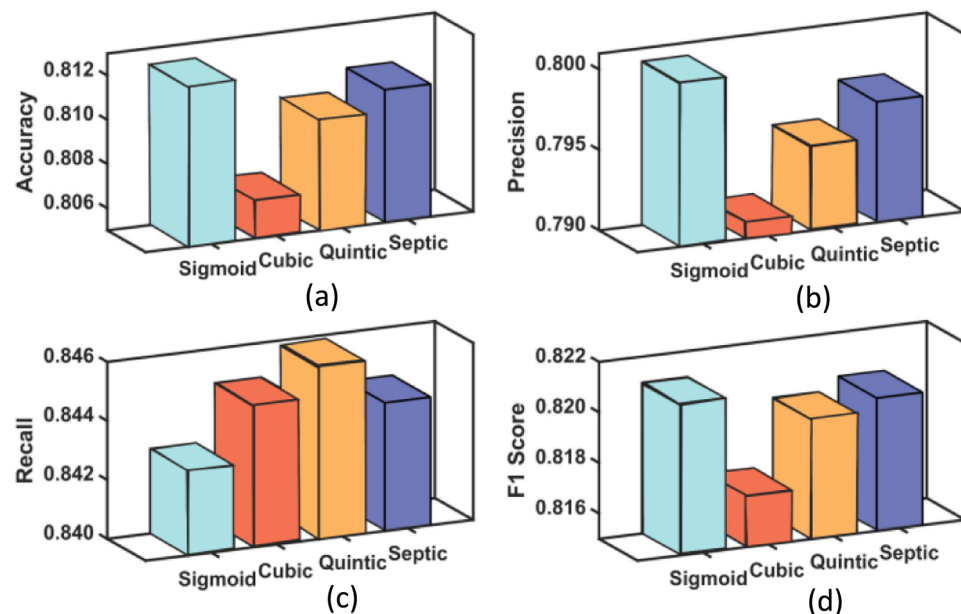 Accuracy
0.812
0.810
0.808
0.806
Sigmoid
Cubic
Quintic
Septic
(a)
Precision
0.800
0.795
0.790
Sigmoid
Cubic
Quintic
Septic
(b)
Recall
0.846
0.844
0.842
0.840
Sigmoid
Cubic
Quintic
Septic
(c)
F1 Score
0.822
0.820
0.818
0.816
Sigmoid
Cubic
Quintic
Septic
(d)